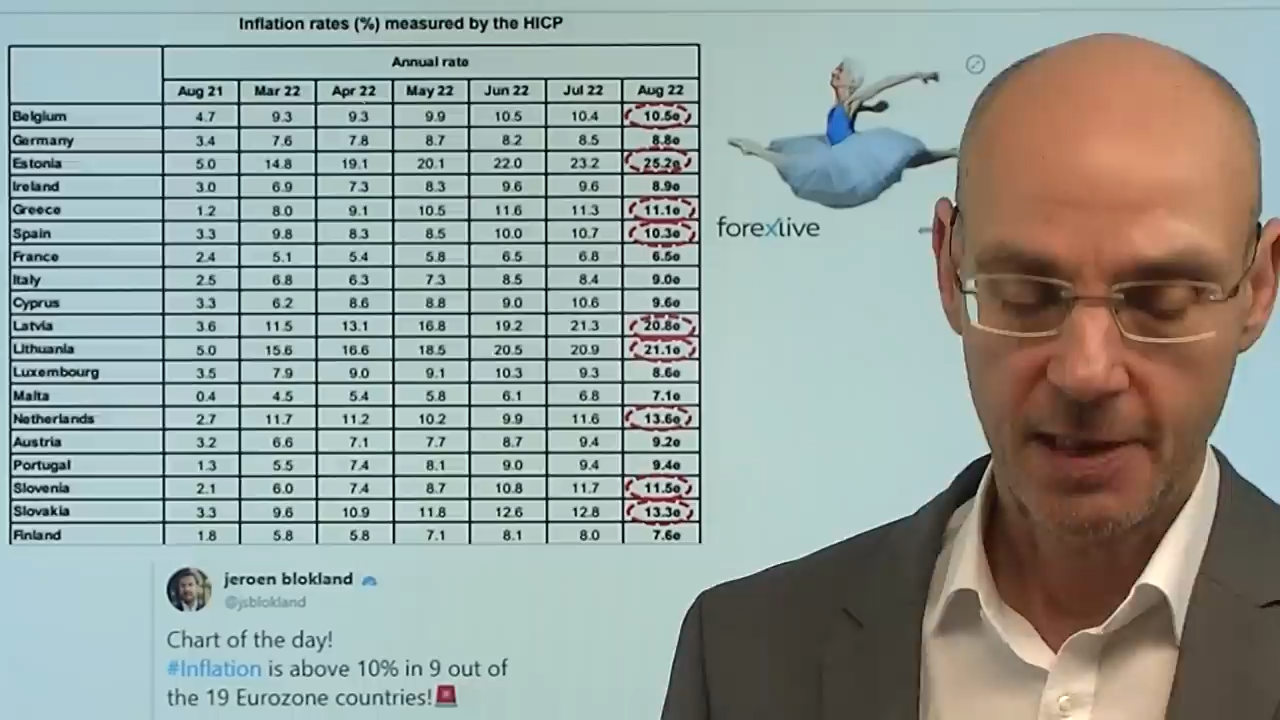 Inflation rates (%) measured by the HICP
Annual rate
Aug 21 Mar 22 Apr 22 May 22 Jun 22 Jul 22 Aug 22
Belgium 4.7 9.3 9.3 9.9 10.5 10.4 10.5e
Germany 3.4 7.6 7.8 8.7 8.2 8.5 8.8e
Estonia 5.0 14.8 19.1 20.1 22.0 23.2 25.2e
Ireland 3.0 6.9 7.3 8.3 9.6 9.6 8.9e
Greece 1.2 8.0 9.1 10.5 11.6 11.3 11.1e
Spain 3.3 9.8 8.3 8.5 10.0 10.7 10.3e
France 2.4 5.1 5.4 5.8 6.5 6.8 6.5e
Italy 2.5 6.8 6.3 7.3 8.5 8.4 9.0e
Cyprus 3.3 6.2 8.6 8.8 9.0 10.6 9.6e
Latvia 3.6 11.5 13.1 16.8 19.2 21.3 20.8e
Lithuania 5.0 15.6 16.6 18.5 20.5 20.9 21.1e
Luxembourg 3.5 7.9 9.0 9.1 10.3 9.3 8.6e
Malta 0.4 4.5 5.4 5.8 6.1 6.8 7.1e
Netherlands 2.7 11.7 11.2 10.2 9.9 11.6 13.6e
Austria 3.2 6.6 7.1 7.7 8.7 9.4 9.2e
Portugal 1.3 5.5 7.4 8.1 9.0 9.4 9.4e
Slovenia 2.1 6.0 7.4 8.7 10.8 11.7 11.5e
Slovakia 3.3 9.6 10.9 11.8 12.6 12.8 13.3e
Finland 1.8 5.8 5.8 7.1 8.1 8.0 7.6e
forexlive
jeroen blokland
@jsblokland
Chart of the day!
#Inflation is above 10% in 9 out of
the 19 Eurozone countries!